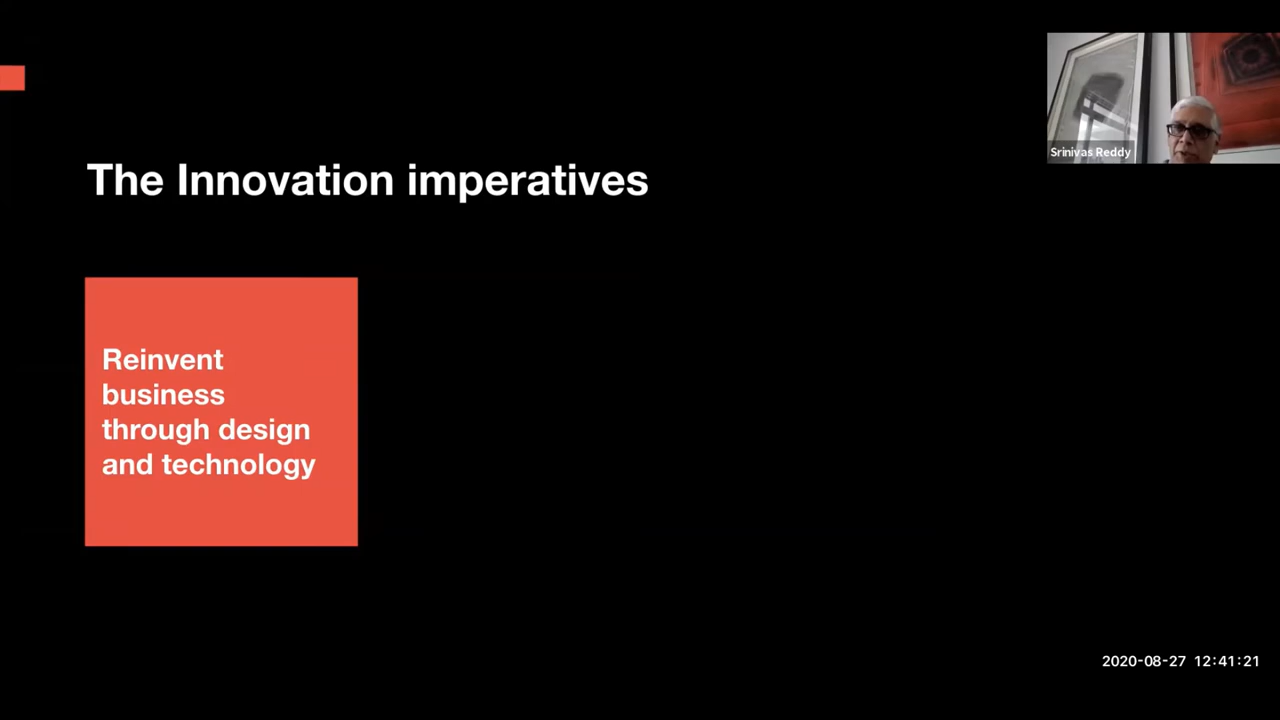 Srinivas Reddy
The Innovation imperatives
Reinvent
business
through design
and technology
2020-08-27 12:41:21